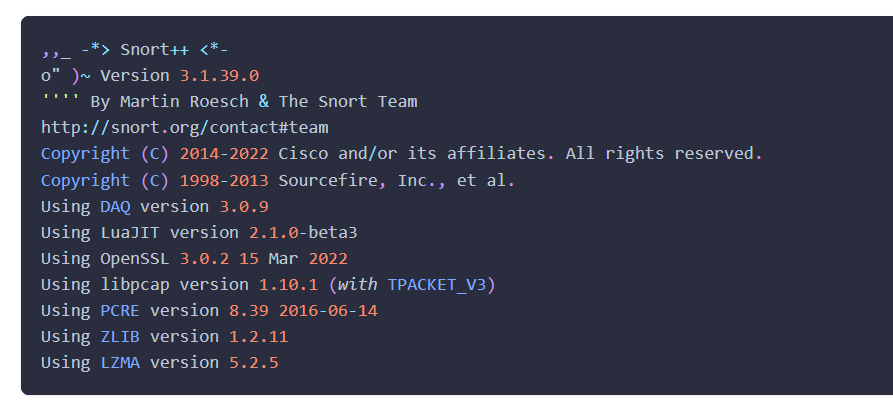 ,,_ -*> Snort++ <*-
o" )~ Version 3.1.39.0
'''' By Martin Roesch & The Snort Team
http://snort.org/contact#team
Copyright (C) 2014-2022 Cisco and/or its affiliates. All rights reserved.
Copyright (C) 1998-2013 Sourcefire, Inc., et al.
Using DAQ version 3.0.9
Using LuaJIT version 2.1.0-beta3
Using OpenSSL 3.0.2 15 Mar 2022
Using libpcap version 1.10.1 (with TPACKET_V3)
Using PCRE version 8.39 2016-06-14
Using ZLIB version 1.2.11
Using LZMA version 5.2.5